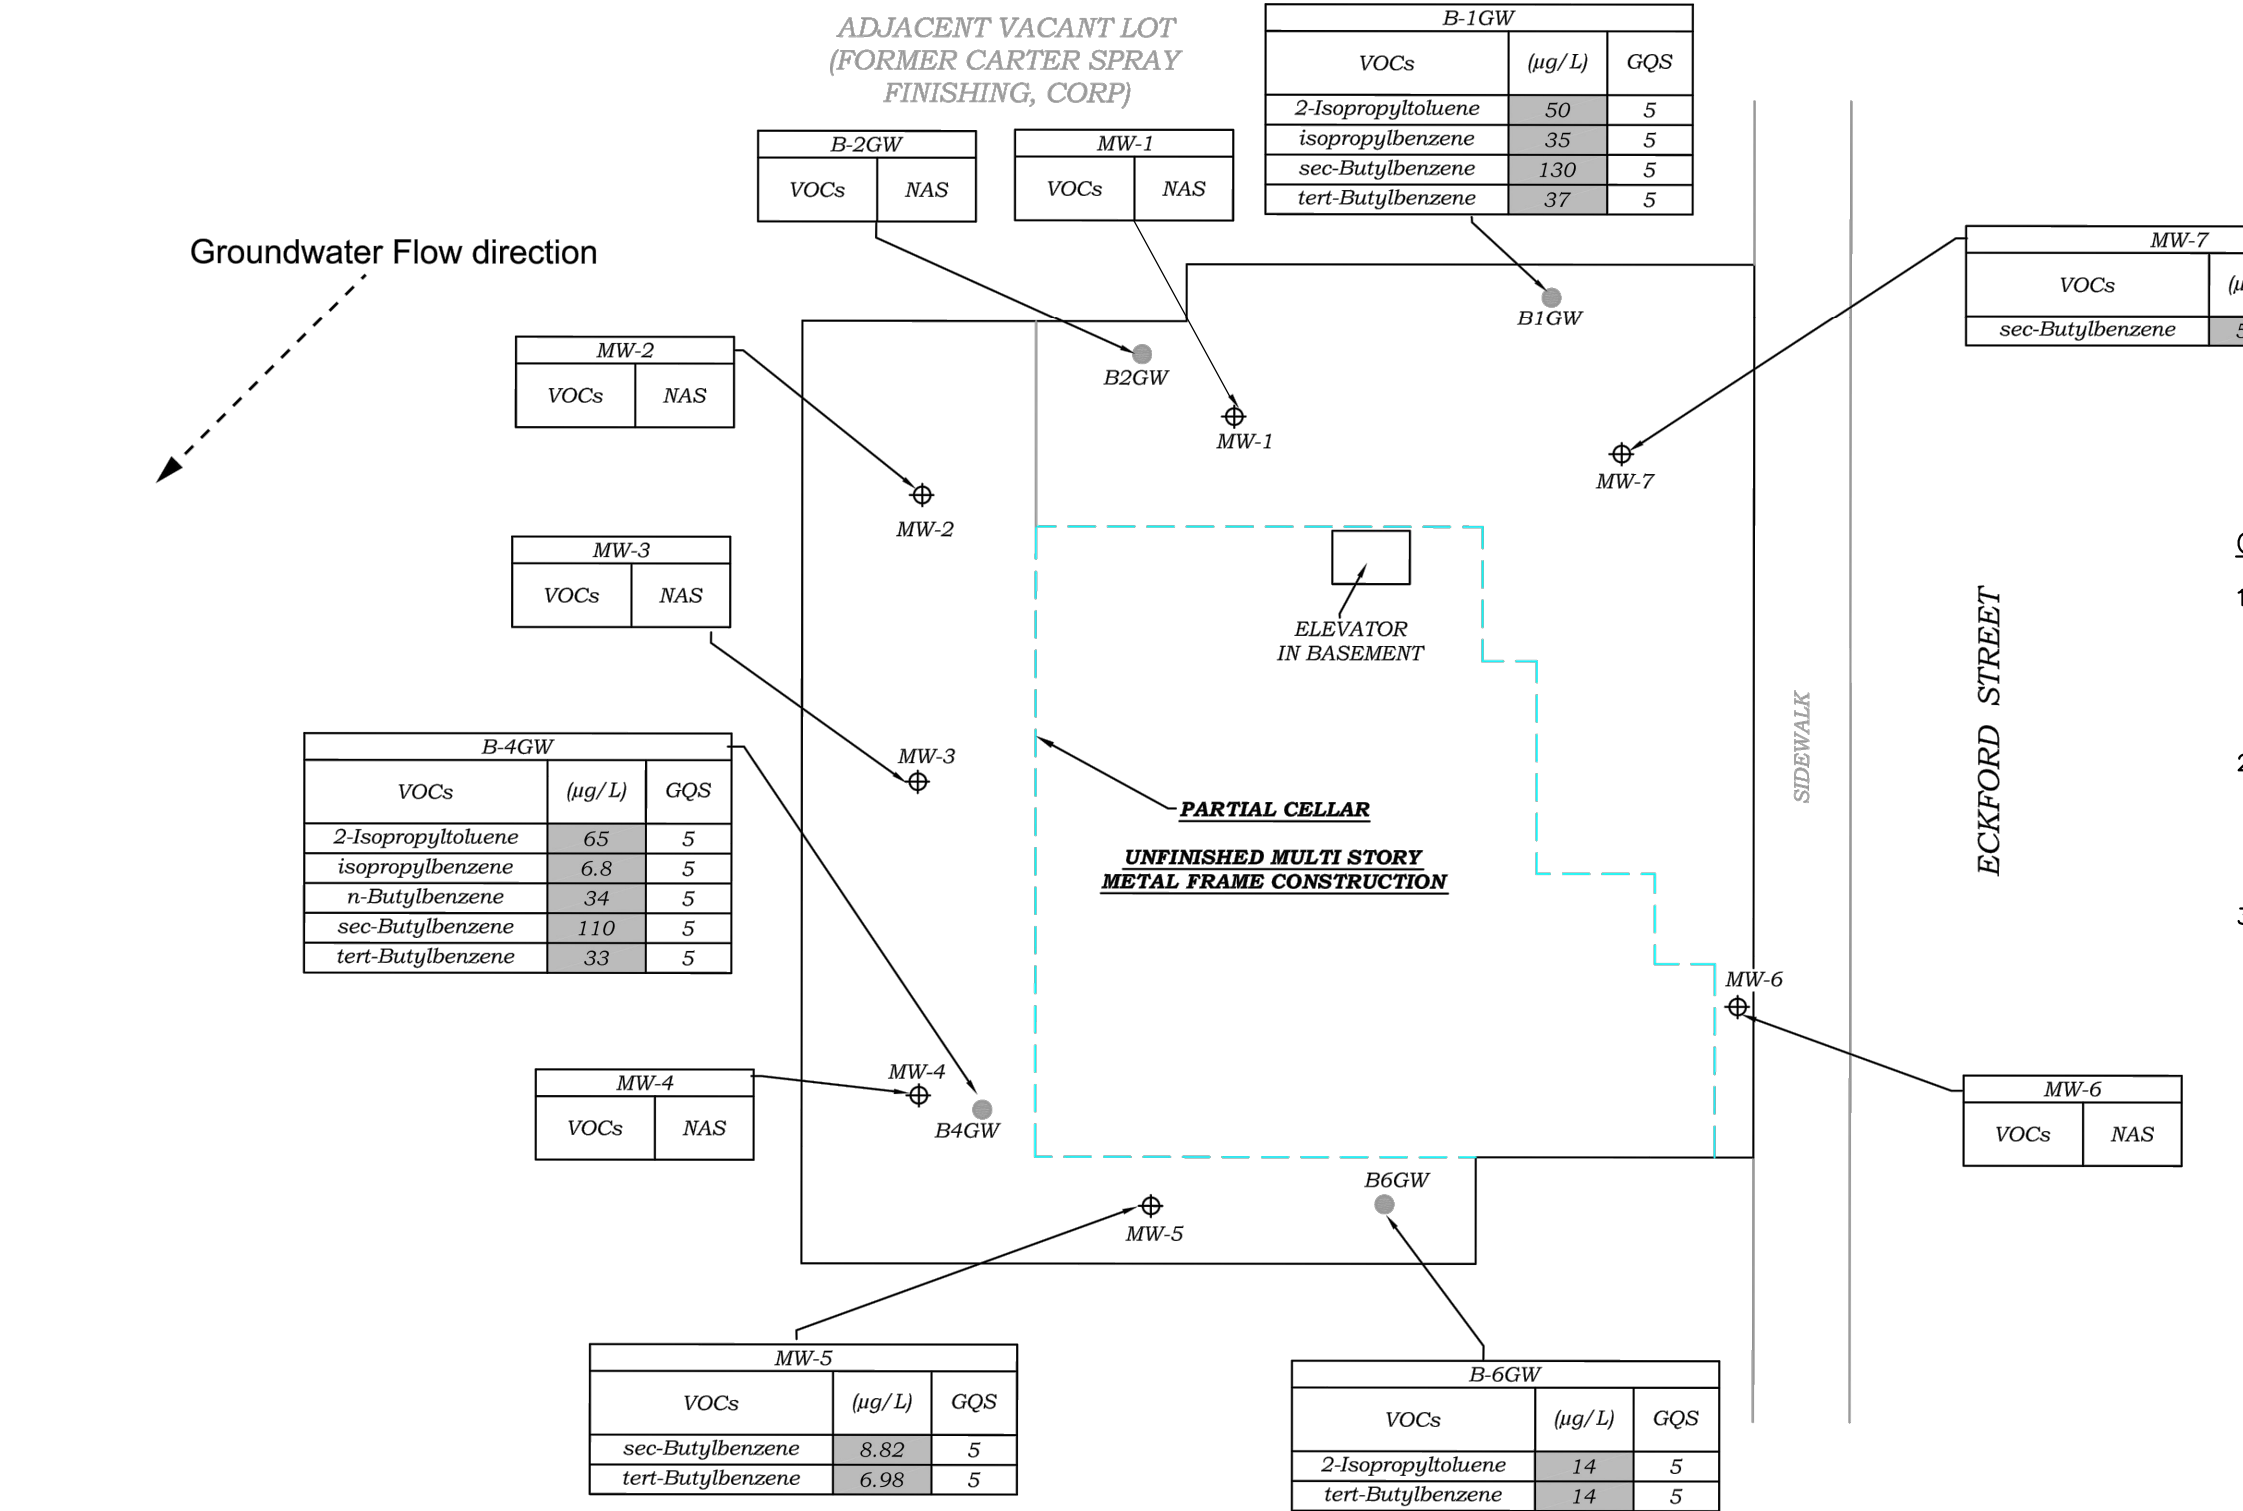 ADJACENT VACANT LOT
(FORMER CARTER SPRAY
FINISHING, CORP)
B-1GW
VOCs (µg/L) GQS
2-Isopropyltoluene 50 5
isopropylbenzene 35 5
sec-Butylbenzene 130 5
tert-Butylbenzene 37 5
B-2GW
VOCs NAS
MW-1
VOCs NAS
Groundwater Flow direction
MW-7
VOCs
sec-Butylbenzene
B1GW
MW-2
VOCs NAS
B2GW
MW-1
MW-7
MW-2
MW-3
VOCs NAS
ELEVATOR
IN BASEMENT
ECKFORD STREET
SIDEWALK
B-4GW
VOCs (µg/L) GQS
2-Isopropyltoluene 65 5
isopropylbenzene 6.8 5
n-Butylbenzene 34 5
sec-Butylbenzene 110 5
tert-Butylbenzene 33 5
MW-3
PARTIAL CELLAR
UNFINISHED MULTI STORY
METAL FRAME CONSTRUCTION
MW-6
MW-4
VOCs NAS
MW-4
B4GW
MW-6
VOCs NAS
B6GW
MW-5
MW-5
VOCs (µg/L) GQS
sec-Butylbenzene 8.82 5
tert-Butylbenzene 6.98 5
B-6GW
VOCs (µg/L) GQS
2-Isopropyltoluene 14 5
tert-Butylbenzene 14 5